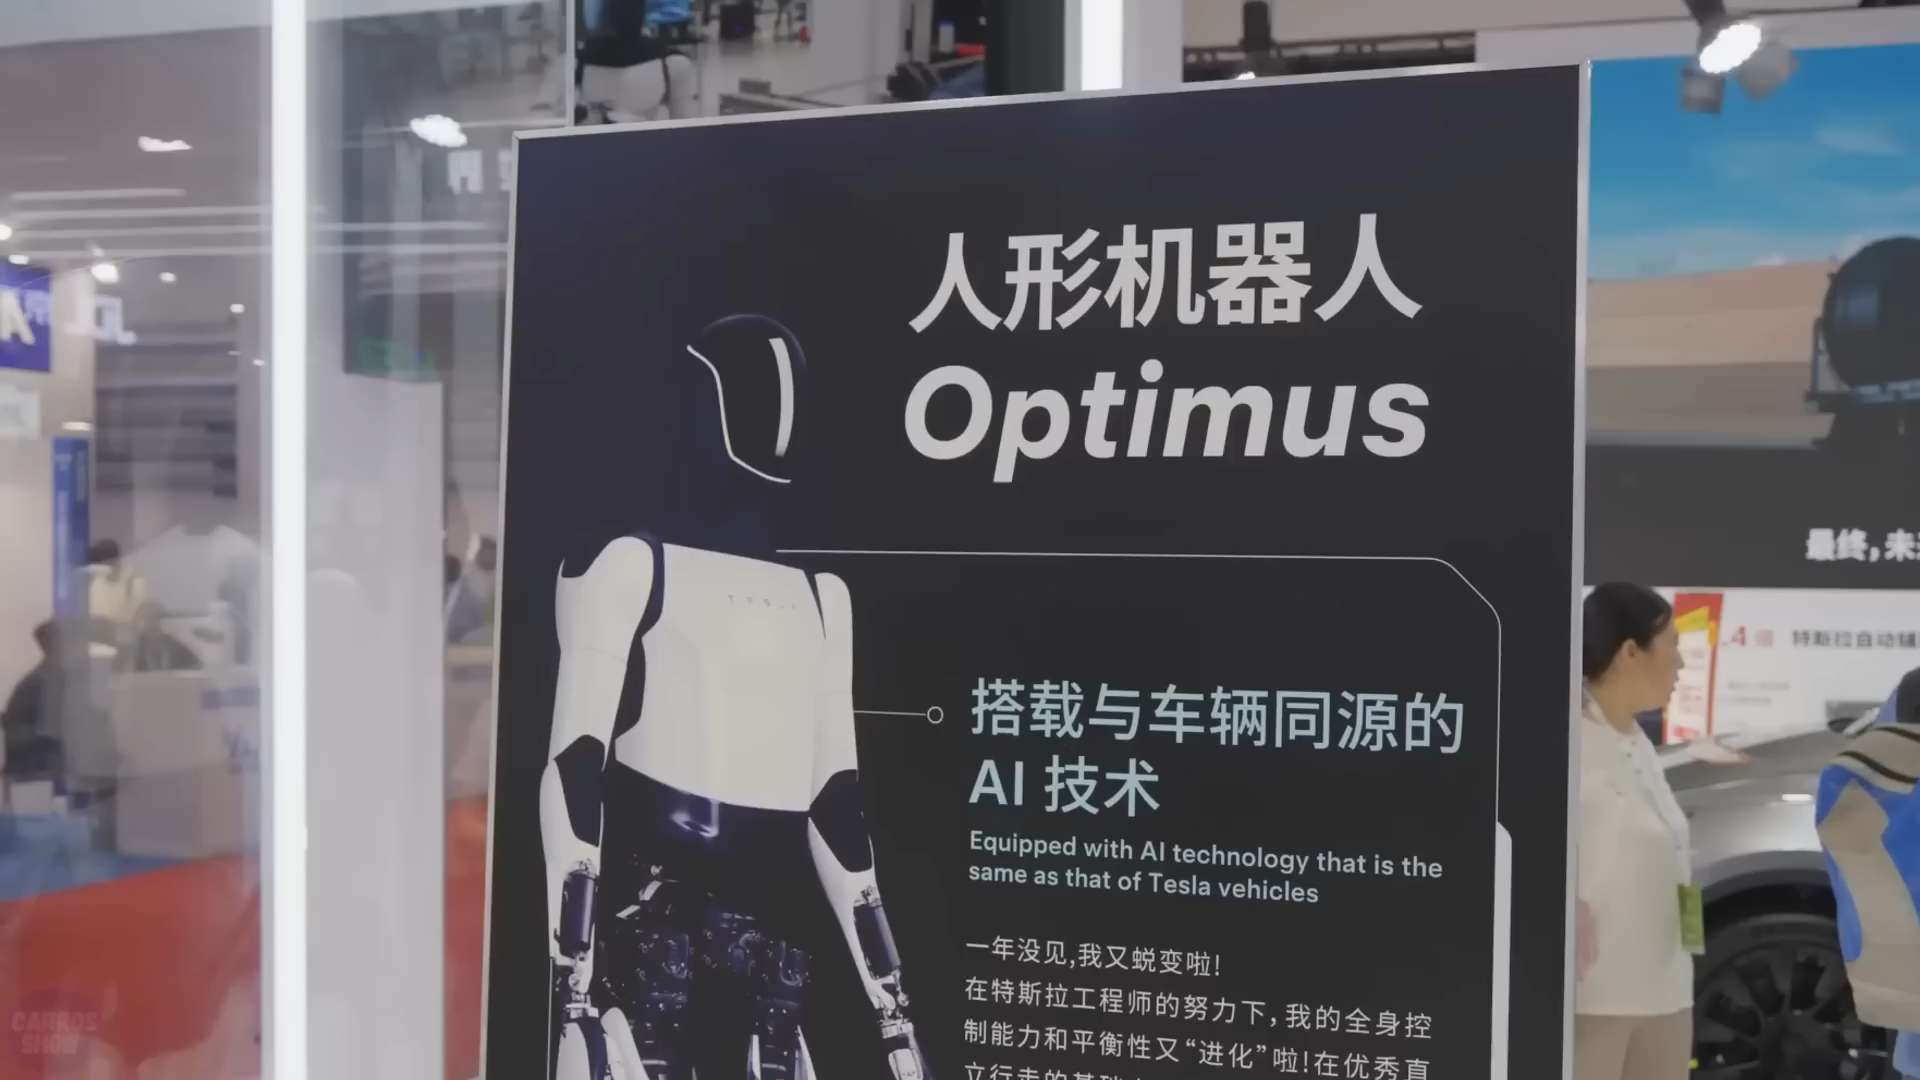 人形机器人
Optimus
TESLA
搭载与车辆同源的
AI 技术
Equipped with AI technology that is the
same as that of Tesla vehicles
一年没见,我又蜕变啦!
在特斯拉工程师的努力下,我的全身控
制能力和平衡性又“进化”啦!在优秀直
最终,未
特斯拉自动辅
CARROS
SHOW